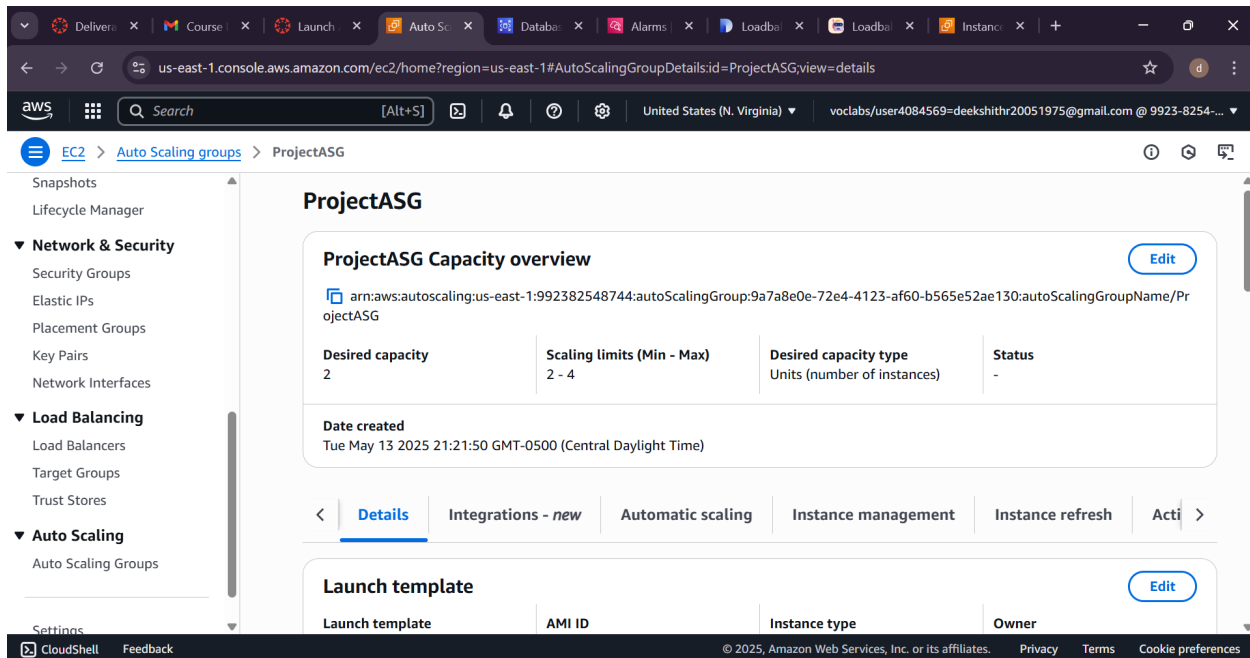 Delivera
Course
Launch
Auto Sc
Databas
Alarms
Loadbal
Loadbal
Instance
us-east-1.console.aws.amazon.com/ec2/home?region=us-east-1#AutoScalingGroupDetails:id=ProjectASG;view=details
d
aws
Search
[Alt+S]
United States (N. Virginia)
voclabs/user4084569=deekshithr20051975@gmail.com @ 9923-8254-...
EC2 > Auto Scaling groups > ProjectASG
Snapshots
Lifecycle Manager
Network & Security
Security Groups
Elastic IPs
Placement Groups
Key Pairs
Network Interfaces
Load Balancing
Load Balancers
Target Groups
Trust Stores
Auto Scaling
Auto Scaling Groups
Settings
ProjectASG
ProjectASG Capacity overview
Edit
arn:aws:autoscaling:us-east-1:992382548744:autoScalingGroup:9a7a8e0e-72e4-4123-af60-b565e52ae130:autoScalingGroupName/Pr
ojectASG
Desired capacity
2
Scaling limits (Min - Max)
2 - 4
Desired capacity type
Units (number of instances)
Status
-
Date created
Tue May 13 2025 21:21:50 GMT-0500 (Central Daylight Time)
Details
Integrations - new
Automatic scaling
Instance management
Instance refresh
Acti
Launch template
Edit
Launch template
AMI ID
Instance type
Owner
CloudShell
Feedback
© 2025, Amazon Web Services, Inc. or its affiliates.
Privacy
Terms
Cookie preferences